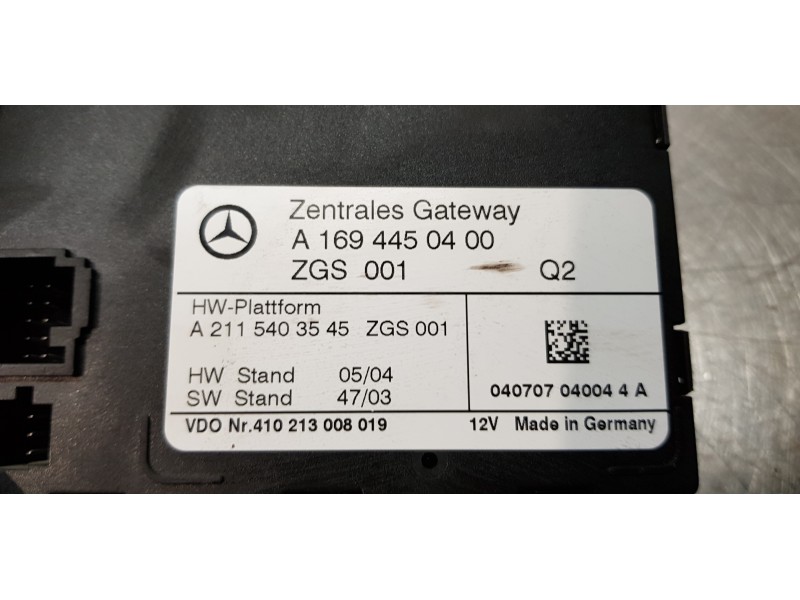 Zentrales Gateway
A 169 445 04 00
ZGS 001 Q2
HW-Plattform
A 211 540 35 45 ZGS 001
HW Stand 05/04
SW Stand 47/03
040707 04004 4 A
VDO Nr.410 213 008 019 12V Made in Germany